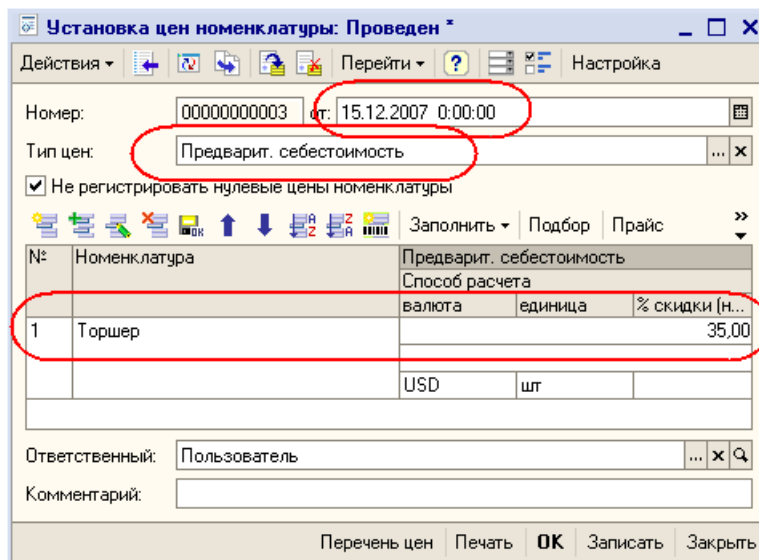 Установка цен номенклатуры: Проведен *
Действия Перейти ? Настройка
Номер: 00000000003 от: 15.12.2007 0:00:00
Тип цен: Предварит. себестоимость ... x
Не регистрировать нулевые цены номенклатуры
Заполнить Подбор Прайс »
№ Номенклатура Предварит. себестоимость
Способ расчета
валюта единица % скидки (н...
1 Торшер 35,00
USD шт
Ответственный: Пользователь ... x
Комментарий:
Перечень цен Печать OK Записать Закрыть